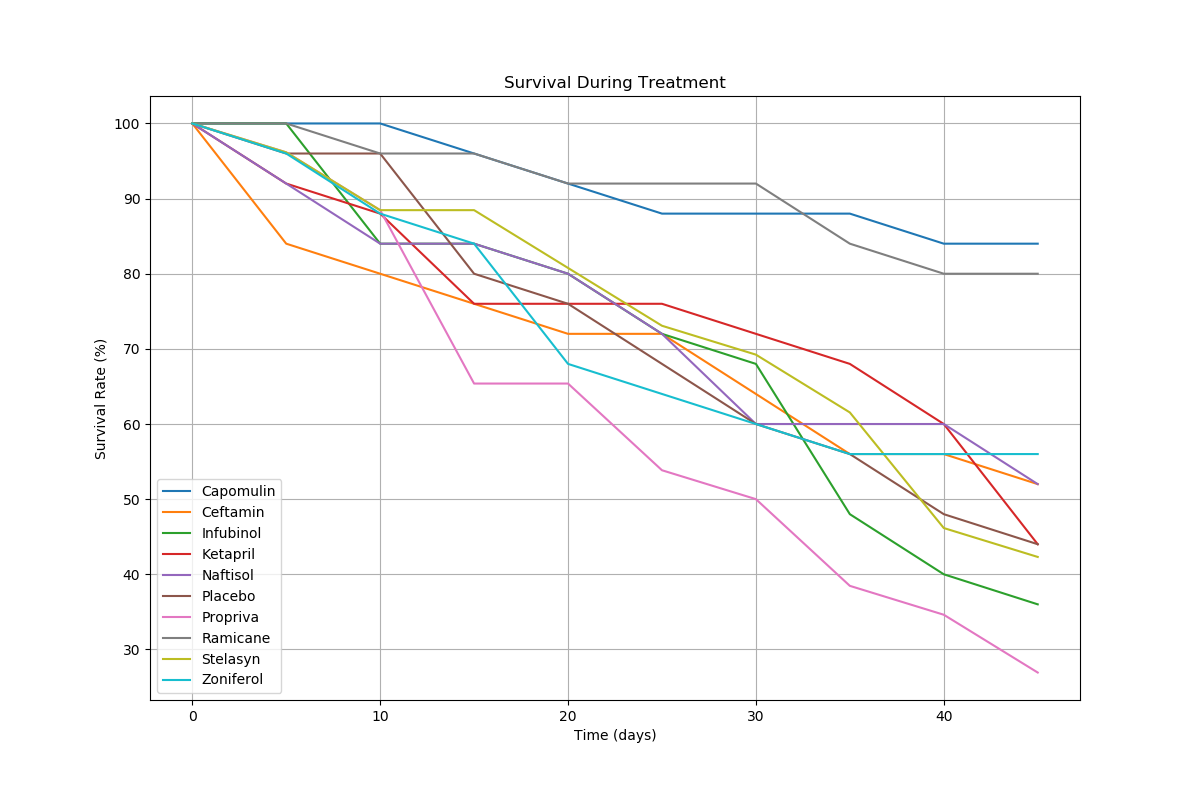 Survival During Treatment
Survival Rate (%)
100
90
80
70
60
50
40
30
Capomulin
Ceftamin
Infubinol
Ketapril
Naftisol
Placebo
Propriva
Ramicane
Stelasyn
Zoniferol
0 10 20 30 40
Time (days)